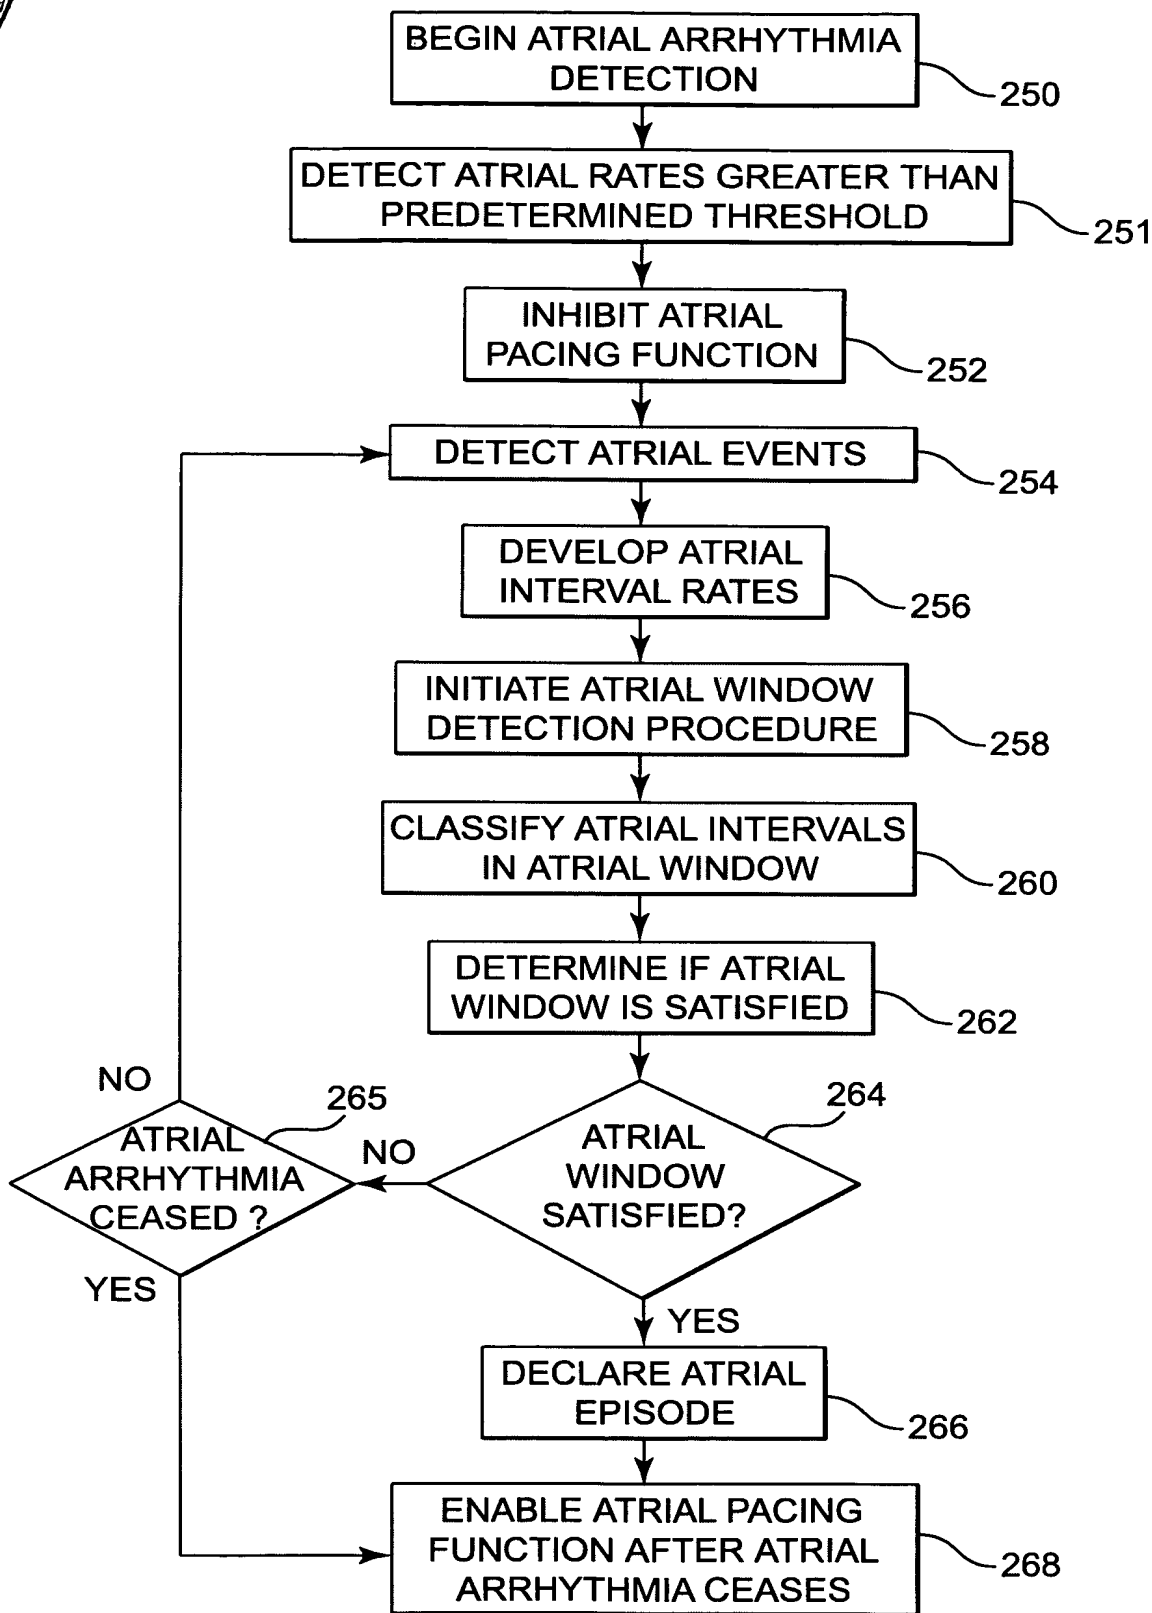 BEGIN ATRIAL ARRHYTHMIA
DETECTION
250
DETECT ATRIAL RATES GREATER THAN
PREDETERMINED THRESHOLD
251
INHIBIT ATRIAL
PACING FUNCTION
252
DETECT ATRIAL EVENTS
254
DEVELOP ATRIAL
INTERVAL RATES
256
INITIATE ATRIAL WINDOW
DETECTION PROCEDURE
258
CLASSIFY ATRIAL INTERVALS
IN ATRIAL WINDOW
260
DETERMINE IF ATRIAL
WINDOW IS SATISFIED
262
NO
265
ATRIAL
ARRHYTHMIA
CEASED ?
NO
264
ATRIAL
WINDOW
SATISFIED?
YES
YES
DECLARE ATRIAL
EPISODE
266
ENABLE ATRIAL PACING
FUNCTION AFTER ATRIAL
ARRHYTHMIA CEASES
268